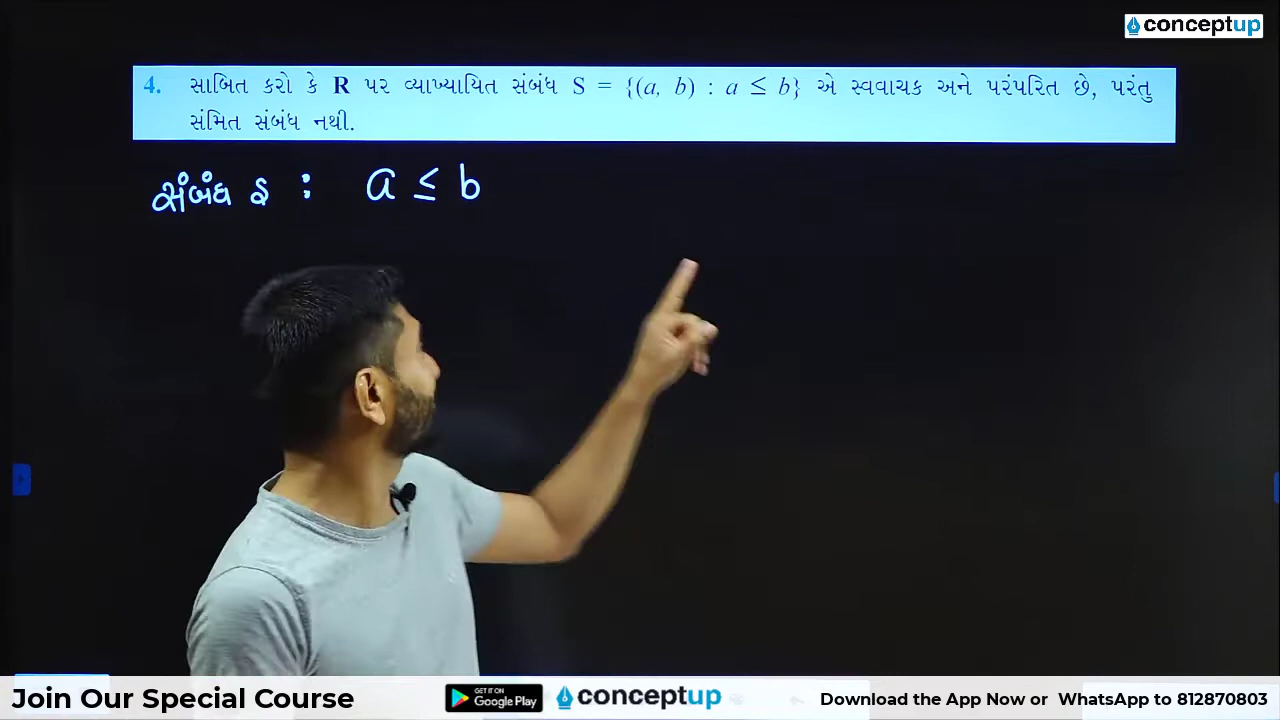 conceptup
4. સાબિત કરો કે R પર વ્યાખ્યાયિત સંબંધ S = {(a, b) : a ≤ b} એ સ્વવાચક અને પરંપરિત છે, પરંતુ
સંમિત સંબંધ નથી.
સંબંધ S : a ≤ b
Join Our Special Course
GET IT ON
Google Play
conceptup
Download the App Now or WhatsApp to 812870803